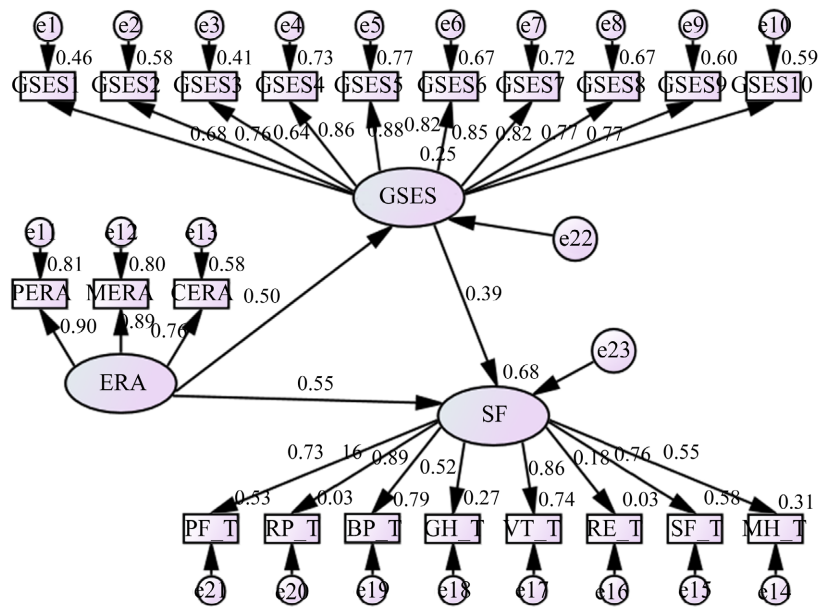 e1 e2 e3 e4 e5 e6 e7 e8 e9 e10
0.46 0.58 0.41 0.73 0.77 0.67 0.72 0.67 0.60 0.59
GSES1 GSES2 GSES3 GSES4 GSES5 GSES6 GSES7 GSES8 GSES9 GSES10
0.68 0.76 0.64 0.86 0.88 0.82 0.85 0.82 0.77 0.77
0.25
GSES
e11 e12 e13
e22
0.81 0.80 0.58
PERA MERA CERA
0.50 0.39
0.90 0.89 0.76
e23
0.68
ERA
0.55
SF
0.73 16 0.89 0.52 0.86 0.18 0.76 0.55
0.53 0.03 0.79 0.27 0.74 0.03 0.58 0.31
PF_T RP_T BP_T GH_T VT_T RE_T SF_T MH_T
e21 e20 e19 e18 e17 e16 e15 e14